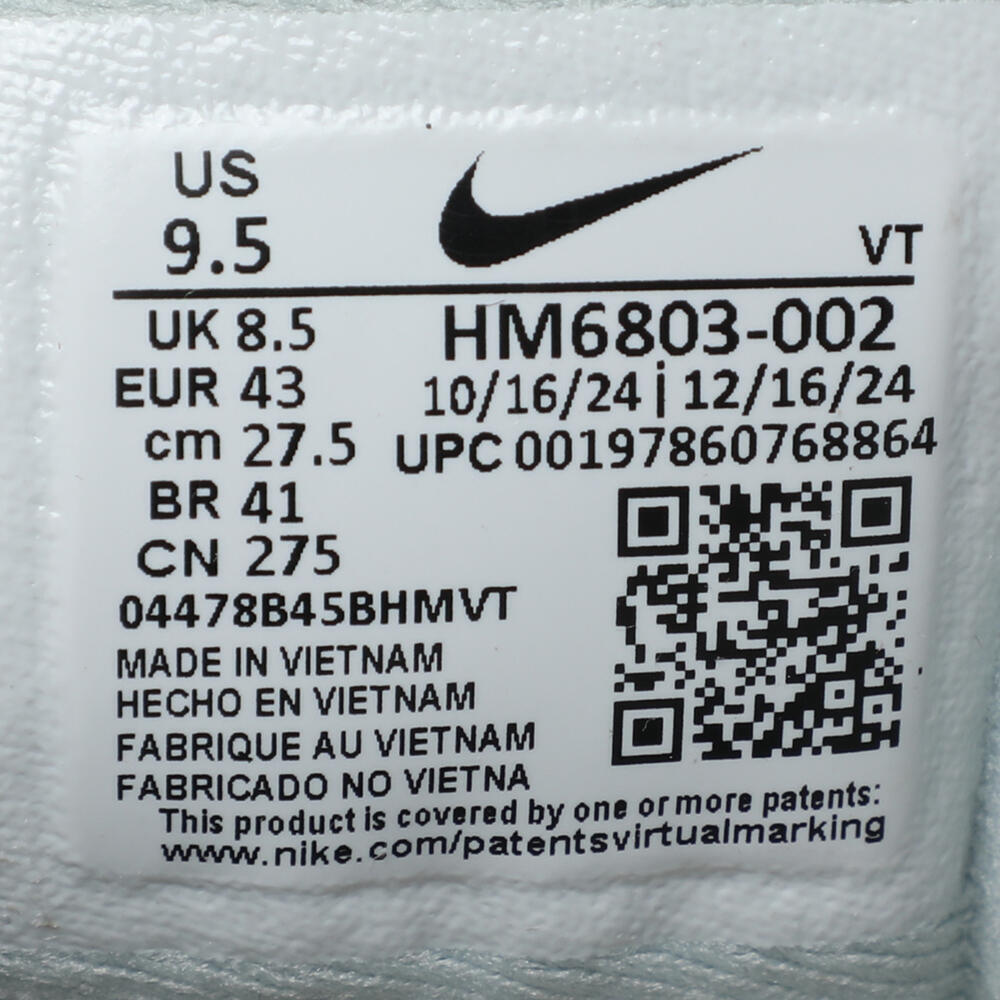 US
9.5
VT
UK 8.5
HM6803-002
EUR 43
10/16/24 | 12/16/24
cm 27.5
UPC 00197860768864
BR 41
CN 275
04478B45BHMVT
MADE IN VIETNAM
HECHO EN VIETNAM
FABRIQUE AU VIETNAM
FABRICADO NO VIETNA
This product is covered by one or more patents:
www.nike.com/patentsvirtualmarking